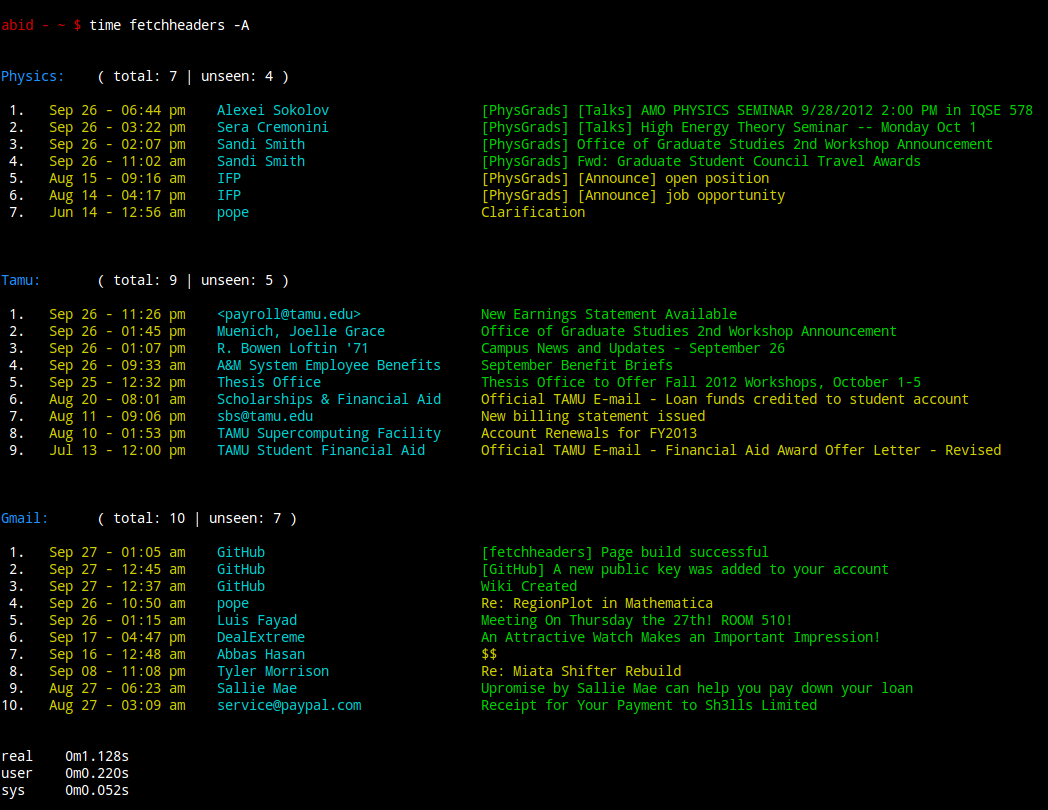 abid - ~ $ time fetchheaders -A
Physics: ( total: 7 | unseen: 4 )
1. Sep 26 - 06:44 pm Alexei Sokolov [PhysGrads] [Talks] AMO PHYSICS SEMINAR 9/28/2012 2:00 PM in IQSE 578
2. Sep 26 - 03:22 pm Sera Cremonini [PhysGrads] [Talks] High Energy Theory Seminar -- Monday Oct 1
3. Sep 26 - 02:07 pm Sandi Smith [PhysGrads] Office of Graduate Studies 2nd Workshop Announcement
4. Sep 26 - 11:02 am Sandi Smith [PhysGrads] Fwd: Graduate Student Council Travel Awards
5. Aug 15 - 09:16 am IFP [PhysGrads] [Announce] open position
6. Aug 14 - 04:17 pm IFP [PhysGrads] [Announce] job opportunity
7. Jun 14 - 12:56 am pope Clarification
Tamu: ( total: 9 | unseen: 5 )
1. Sep 26 - 11:26 pm <payroll@tamu.edu> New Earnings Statement Available
2. Sep 26 - 01:45 pm Muenich, Joelle Grace Office of Graduate Studies 2nd Workshop Announcement
3. Sep 26 - 01:07 pm R. Bowen Loftin '71 Campus News and Updates - September 26
4. Sep 26 - 09:33 am A&M System Employee Benefits September Benefit Briefs
5. Sep 25 - 12:32 pm Thesis Office Thesis Office to Offer Fall 2012 Workshops, October 1-5
6. Aug 20 - 08:01 am Scholarships & Financial Aid Official TAMU E-mail - Loan funds credited to student account
7. Aug 11 - 09:06 pm sbs@tamu.edu New billing statement issued
8. Aug 10 - 01:53 pm TAMU Supercomputing Facility Account Renewals for FY2013
9. Jul 13 - 12:00 pm TAMU Student Financial Aid Official TAMU E-mail - Financial Aid Award Offer Letter - Revised
Gmail: ( total: 10 | unseen: 7 )
1. Sep 27 - 01:05 am GitHub [fetchheaders] Page build successful
2. Sep 27 - 12:45 am GitHub [GitHub] A new public key was added to your account
3. Sep 27 - 12:37 am GitHub Wiki Created
4. Sep 26 - 10:50 am pope Re: RegionPlot in Mathematica
5. Sep 26 - 01:15 am Luis Fayad Meeting On Thursday the 27th! ROOM 510!
6. Sep 17 - 04:47 pm DealExtreme An Attractive Watch Makes an Important Impression!
7. Sep 16 - 12:48 am Abbas Hasan $$
8. Sep 08 - 11:08 pm Tyler Morrison Re: Miata Shifter Rebuild
9. Aug 27 - 06:23 am Sallie Mae Upromise by Sallie Mae can help you pay down your loan
10. Aug 27 - 03:09 am service@paypal.com Receipt for Your Payment to Sh3lls Limited
real 0m1.128s
user 0m0.220s
sys 0m0.052s